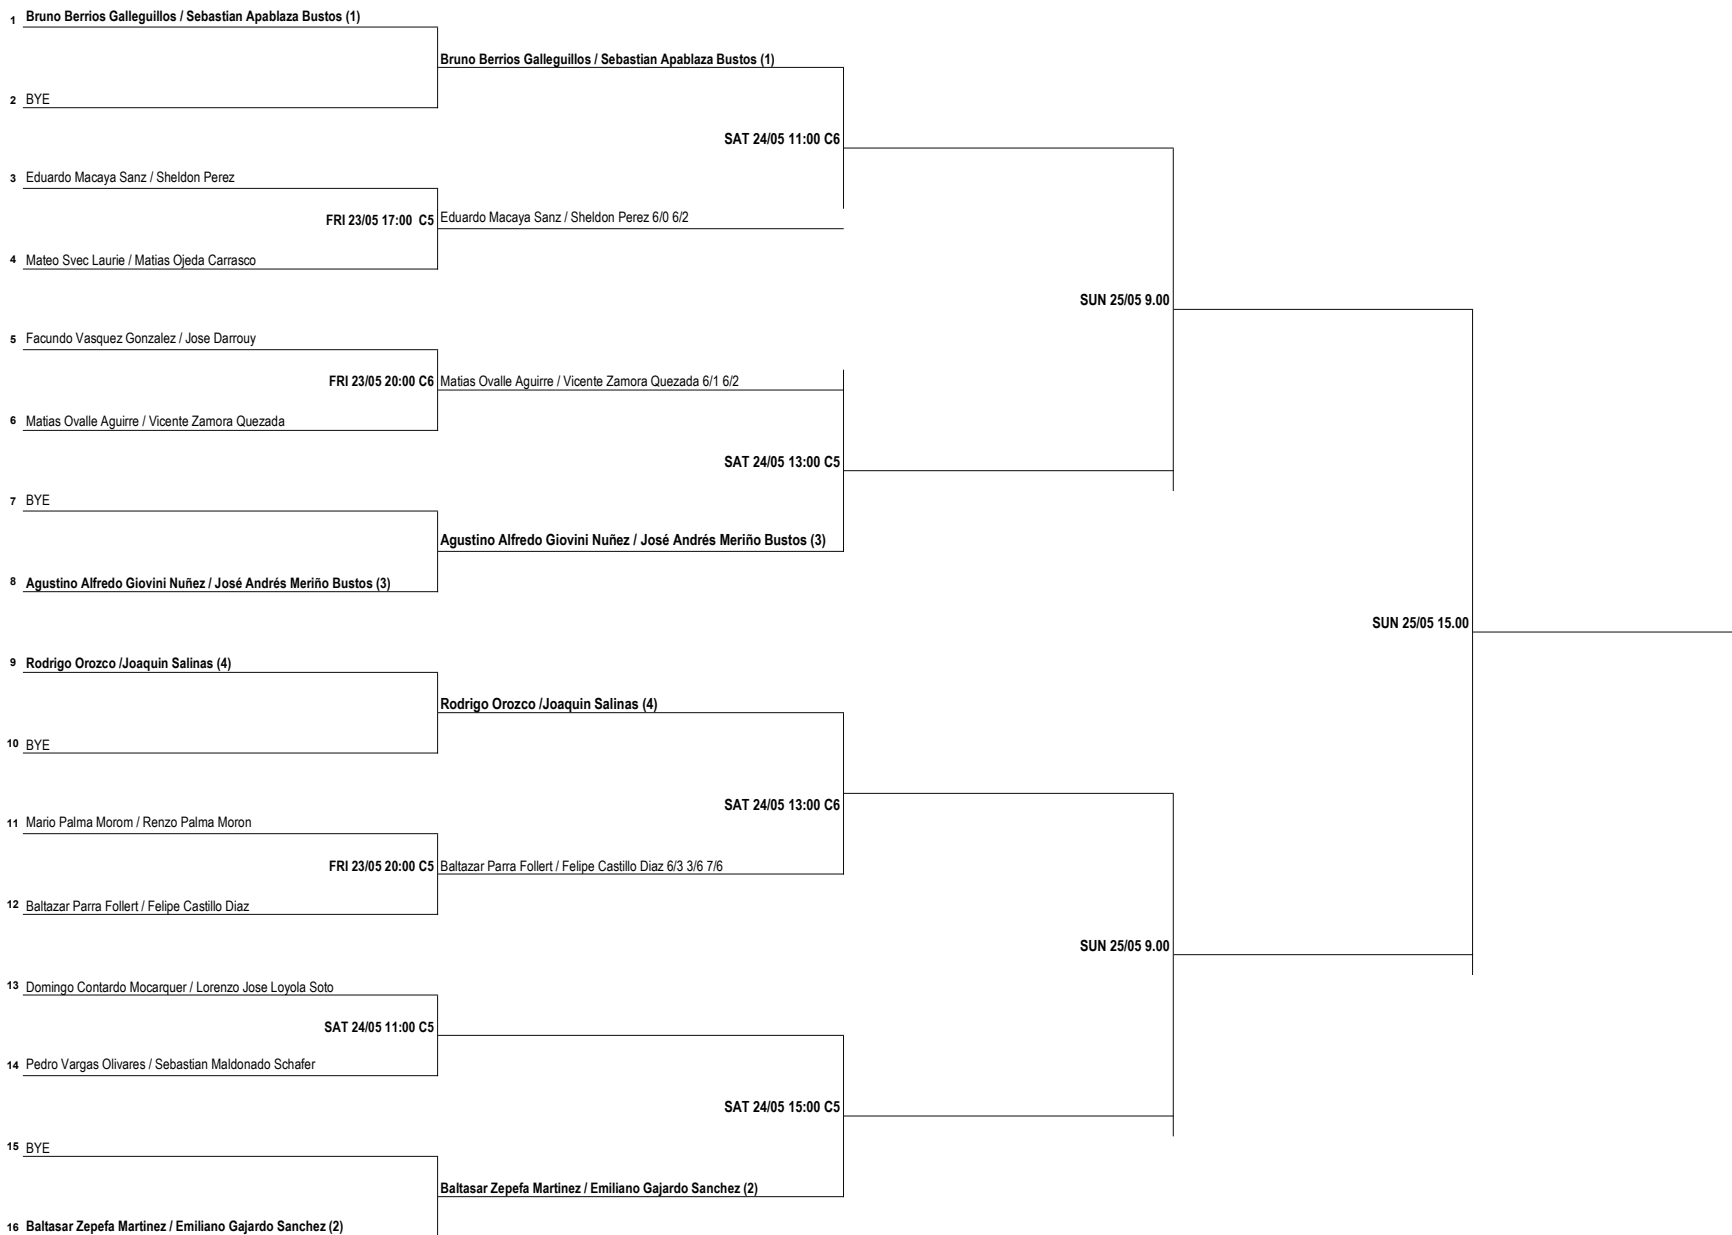 1 Bruno Berrios Galleguillos / Sebastian Apablaza Bustos (1)
Bruno Berrios Galleguillos / Sebastian Apablaza Bustos (1)
2 BYE
SAT 24/05 11:00 C6
3 Eduardo Macaya Sanz / Sheldon Perez
FRI 23/05 17:00 C5 Eduardo Macaya Sanz / Sheldon Perez 6/0 6/2
4 Mateo Svec Laurie / Matias Ojeda Carrasco
SUN 25/05 9.00
5 Facundo Vasquez Gonzalez / Jose Darrouy
FRI 23/05 20:00 C6 Matias Ovalle Aguirre / Vicente Zamora Quezada 6/1 6/2
6 Matias Ovalle Aguirre / Vicente Zamora Quezada
SAT 24/05 13:00 C5
7 BYE
Agustino Alfredo Giovini Nuñez / José Andrés Meriño Bustos (3)
8 Agustino Alfredo Giovini Nuñez / José Andrés Meriño Bustos (3)
SUN 25/05 15.00
9 Rodrigo Orozco /Joaquin Salinas (4)
Rodrigo Orozco /Joaquin Salinas (4)
10 BYE
SAT 24/05 13:00 C6
11 Mario Palma Morom / Renzo Palma Moron
FRI 23/05 20:00 C5 Baltazar Parra Follert / Felipe Castillo Diaz 6/3 3/6 7/6
12 Baltazar Parra Follert / Felipe Castillo Diaz
SUN 25/05 9.00
13 Domingo Contardo Mocarquer / Lorenzo Jose Loyola Soto
SAT 24/05 11:00 C5
14 Pedro Vargas Olivares / Sebastian Maldonado Schafer
SAT 24/05 15:00 C5
15 BYE
Baltasar Zepefa Martinez / Emiliano Gajardo Sanchez (2)
16 Baltasar Zepefa Martinez / Emiliano Gajardo Sanchez (2)